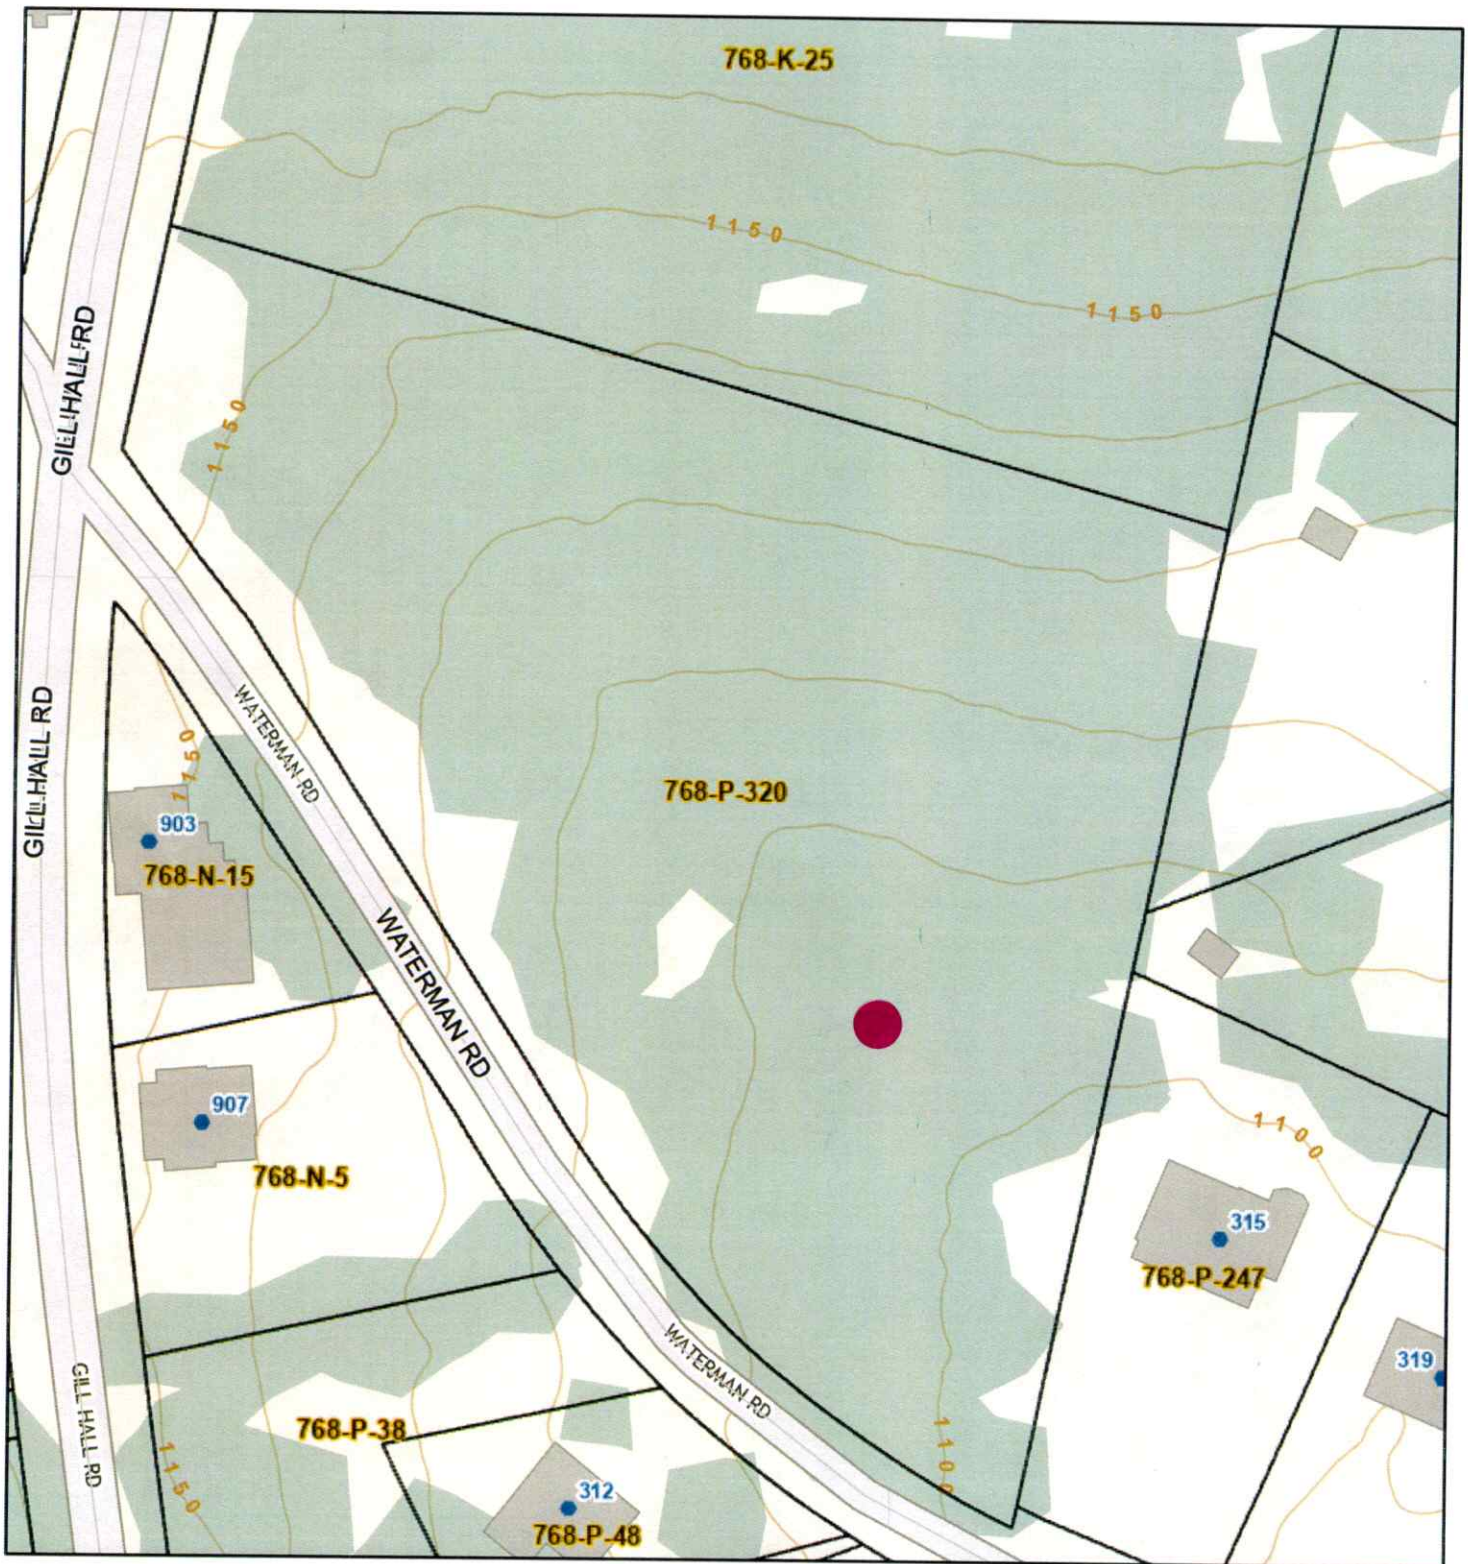 768-K-25
1150
1150
GILL HALL RD
1150
GILL HALL RD
WATERMAN RD
1150
768-P-320
903
768-N-15
WATERMAN RD
907
768-N-5
1100
315
768-P-247
WATERMAN RD
319
GILL HALL RD
768-P-38
1150
1100
312
768-P-48